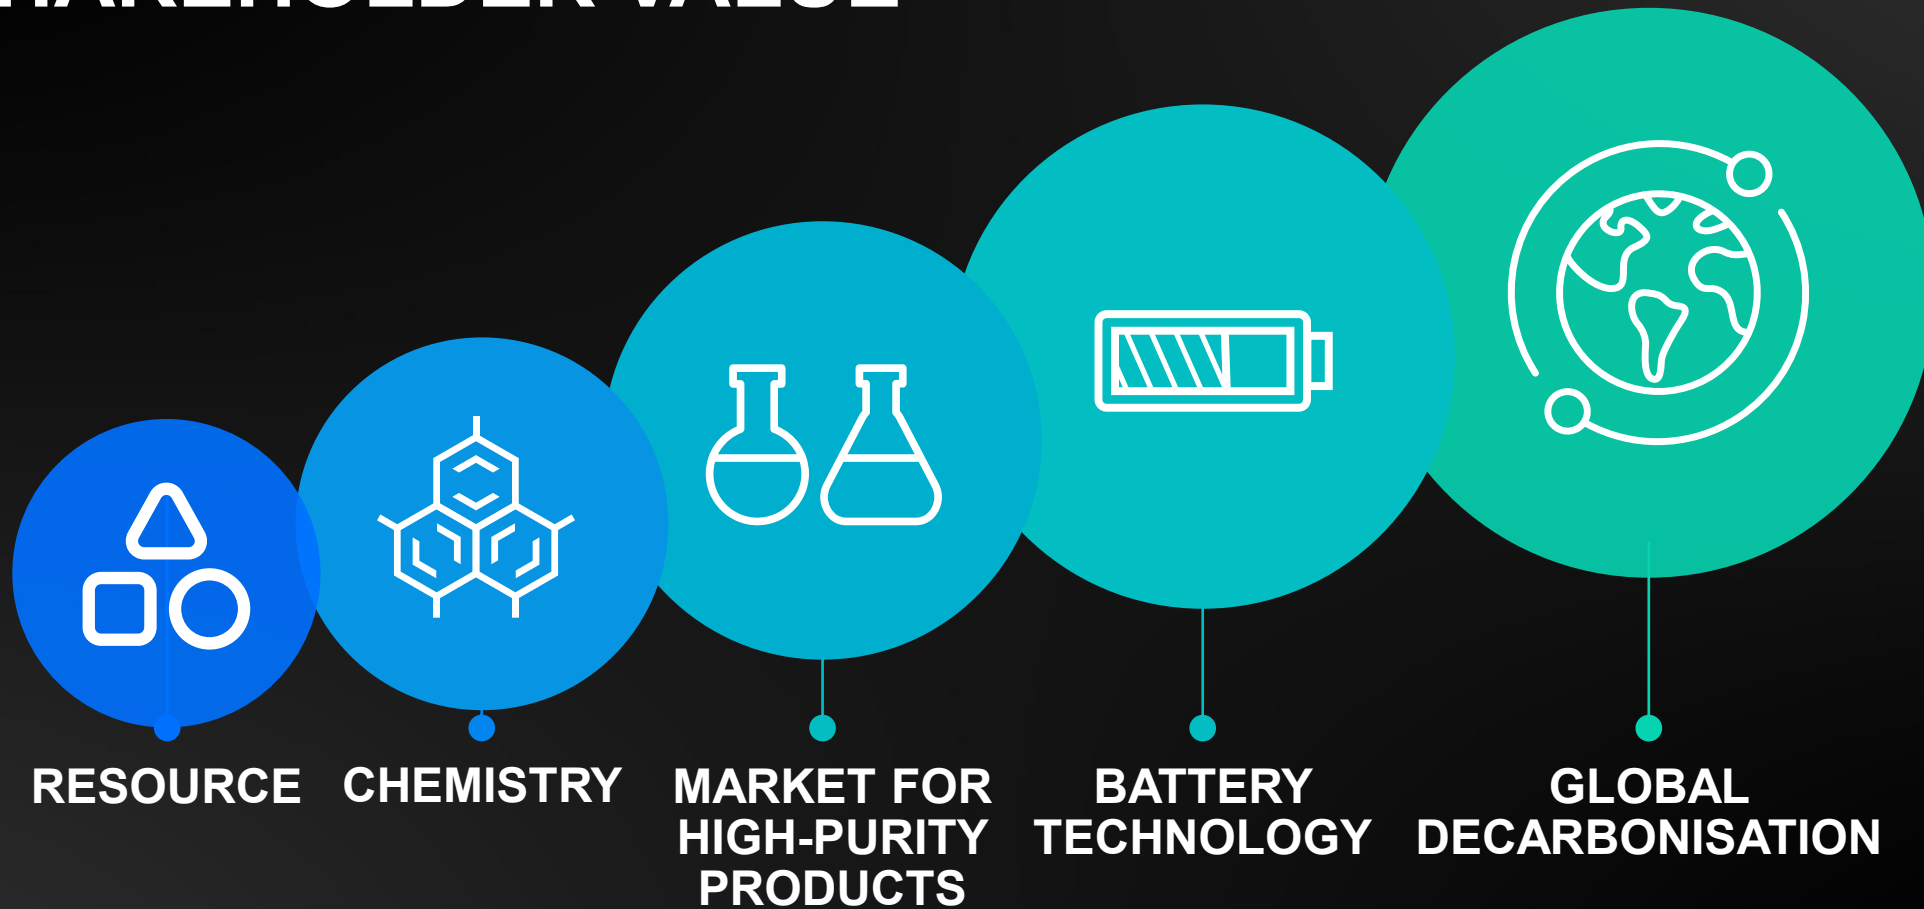 RESOURCE
CHEMISTRY
MARKET FOR
HIGH-PURITY
PRODUCTS
BATTERY
TECHNOLOGY
GLOBAL
DECARBONISATION